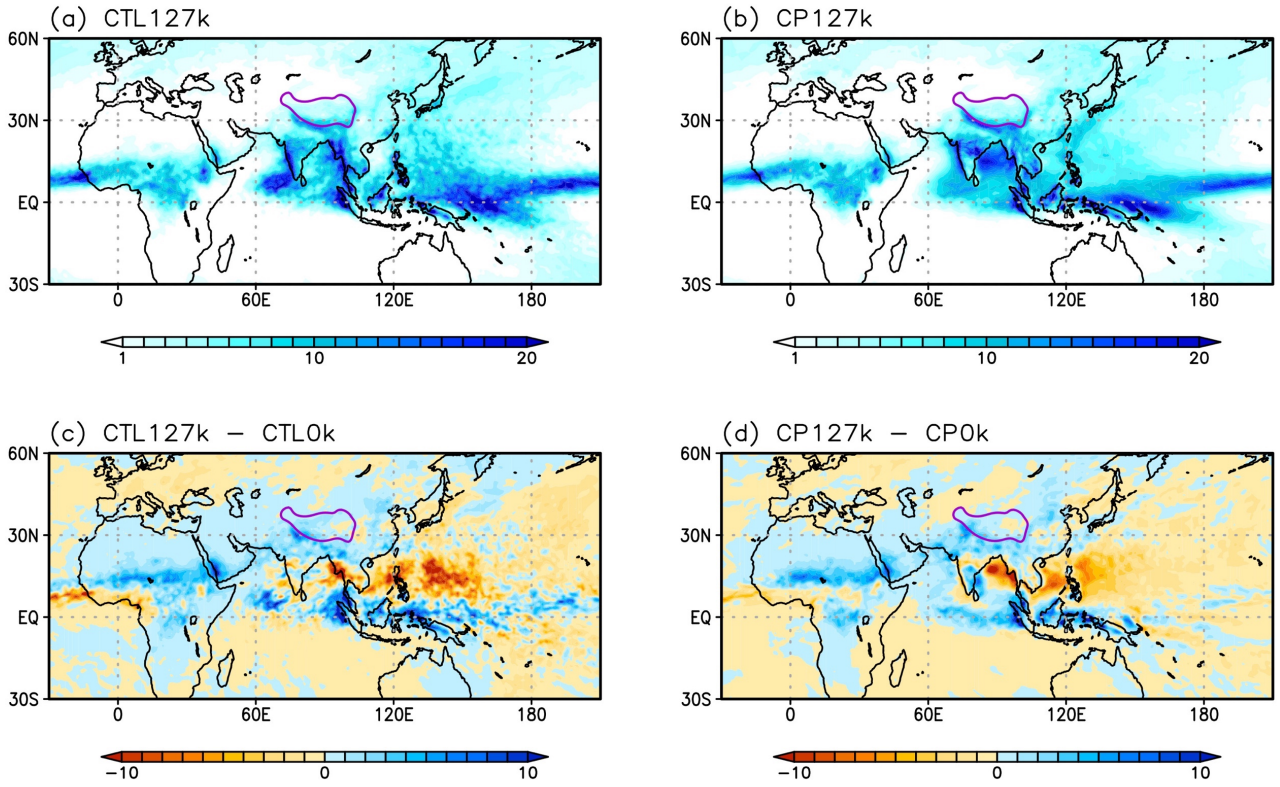 (a) CTL127k
60N
30N
EQ
30S
0 60E 120E 180
1 10 20
(b) CP127k
60N
30N
EQ
30S
0 60E 120E 180
1 10 20
(c) CTL127k − CTL0k
60N
30N
EQ
30S
0 60E 120E 180
−10 0 10
(d) CP127k − CP0k
60N
30N
EQ
30S
0 60E 120E 180
−10 0 10